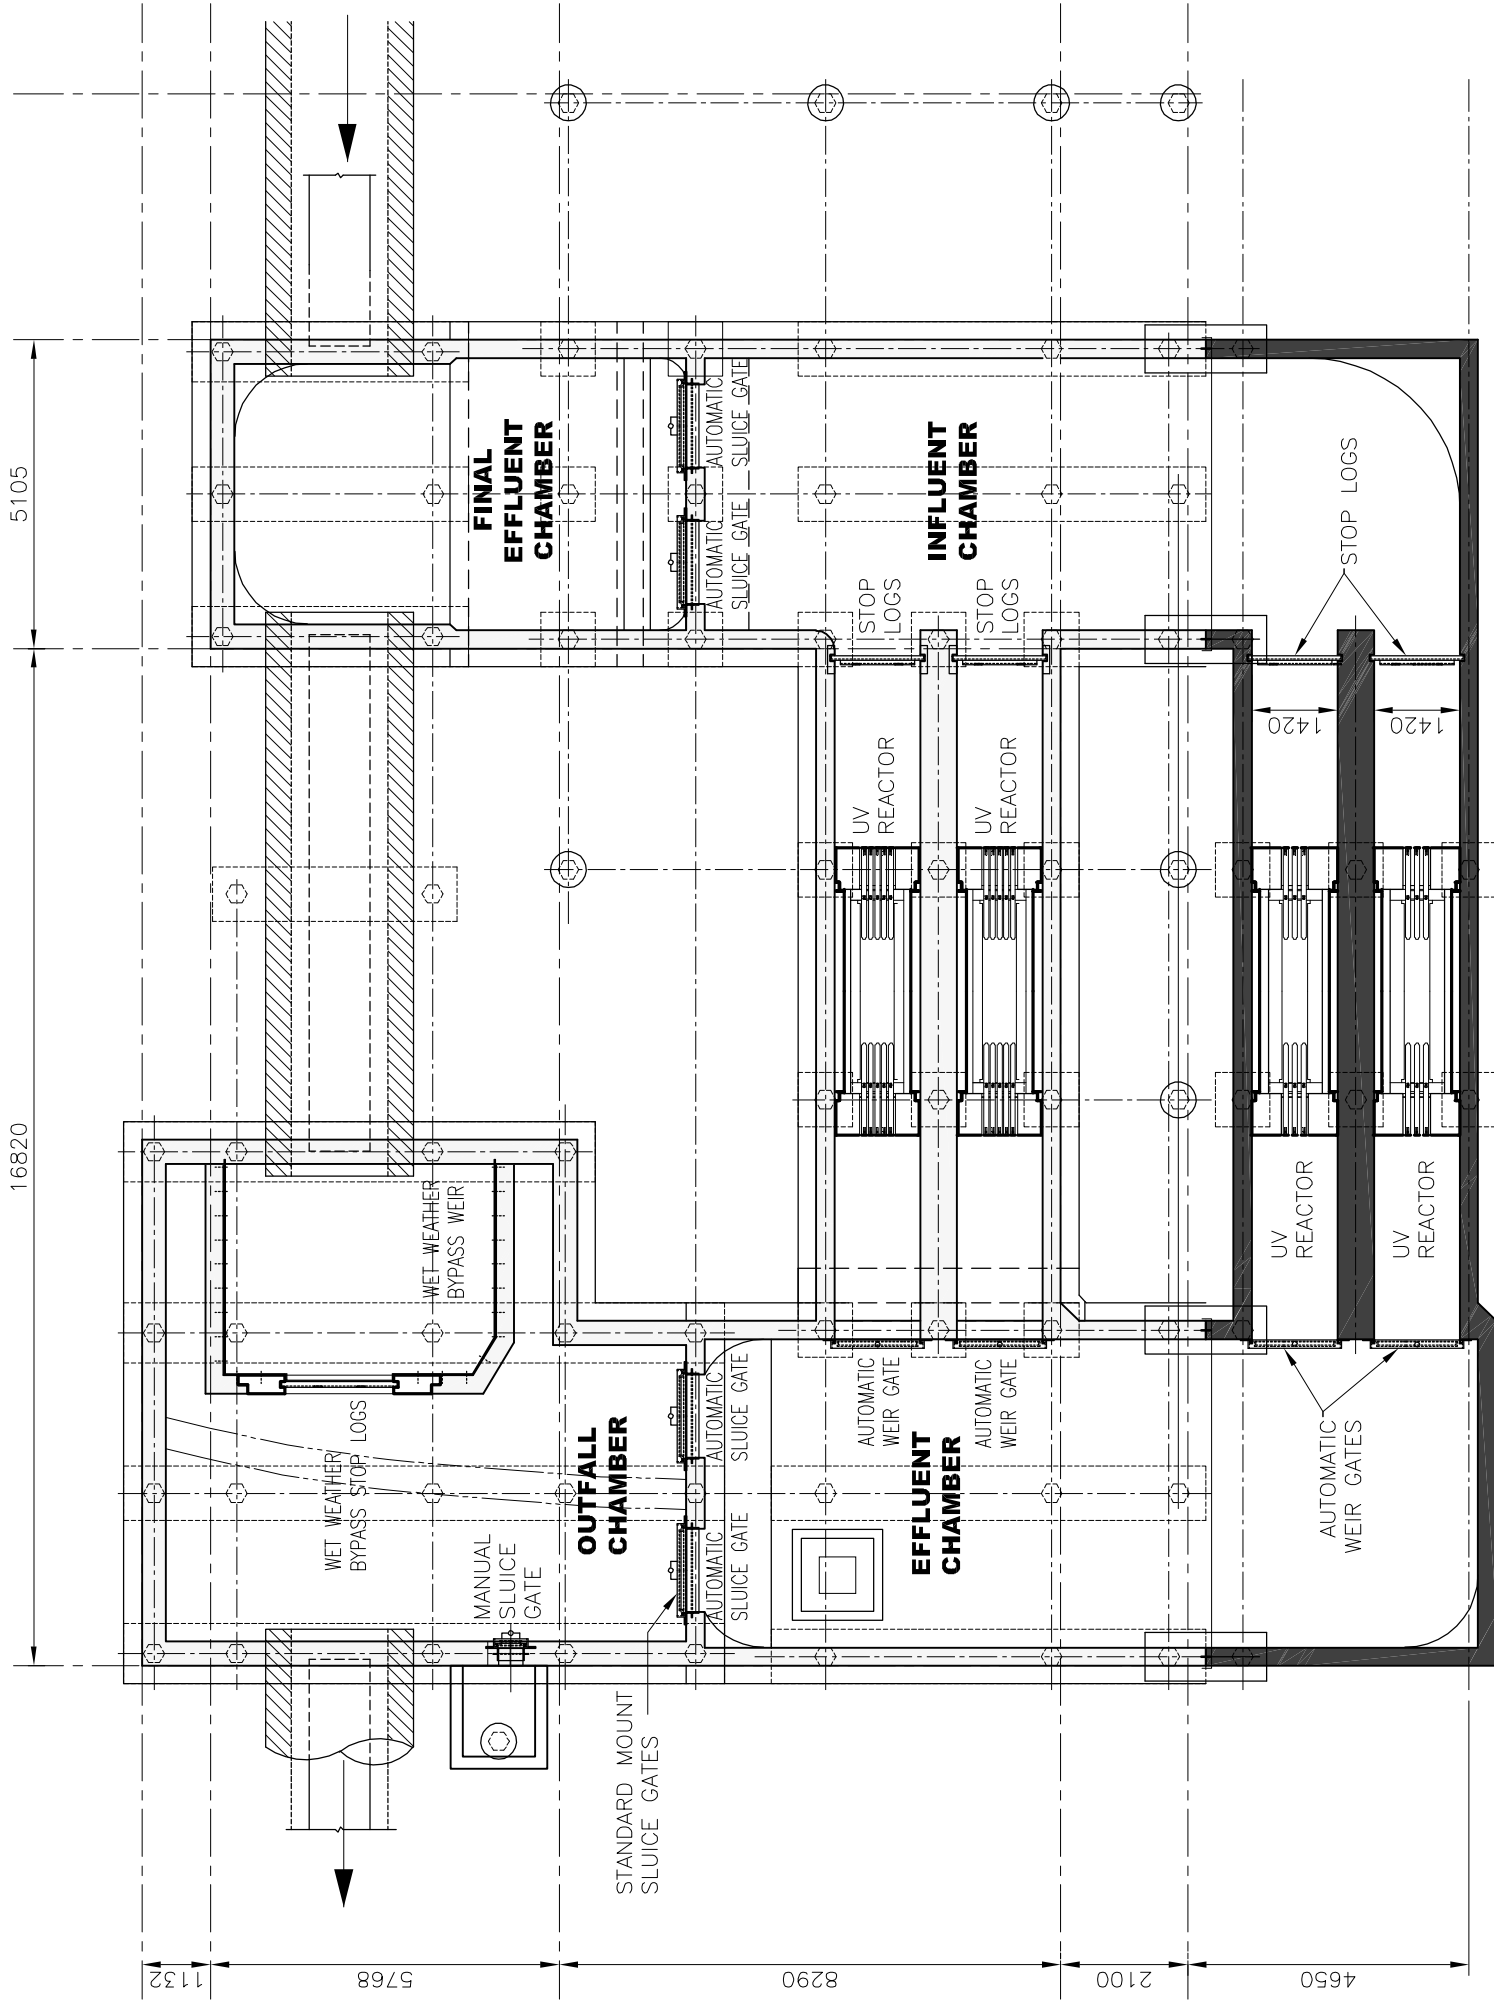 5105
16820
FINAL
EFFLUENT
CHAMBER
AUTOMATIC
SLUICE GATE
AUTOMATIC
SLUICE GATE
INFLUENT
CHAMBER
STOP
LOGS
STOP
LOGS
STOP LOGS
1420
1420
UV
REACTOR
UV
REACTOR
UV
REACTOR
UV
REACTOR
WET WEATHER
BYPASS WEIR
WET WEATHER
BYPASS STOP LOGS
OUTFALL
CHAMBER
MANUAL
SLUICE
GATE
AUTOMATIC
SLUICE GATE
AUTOMATIC
SLUICE GATE
AUTOMATIC
WEIR GATE
AUTOMATIC
WEIR GATE
EFFLUENT
CHAMBER
AUTOMATIC
WEIR GATES
STANDARD MOUNT
SLUICE GATES
1132
5768
8290
2100
4650